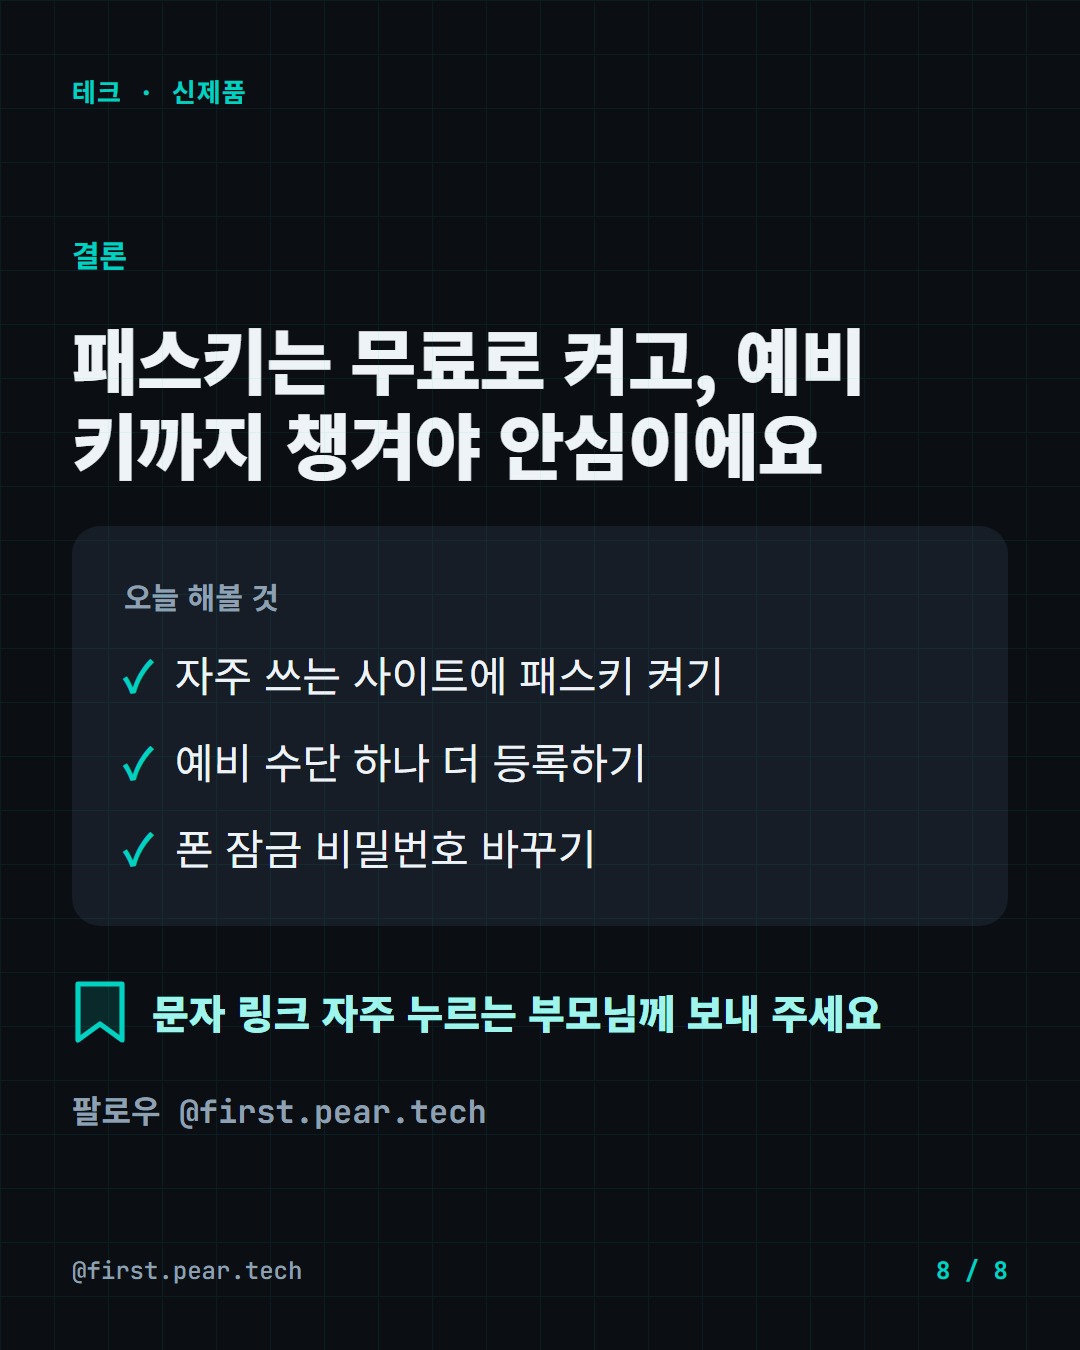 테크 · 신제품
결론
패스키는 무료로 켜고, 예비
키까지 챙겨야 안심이에요
오늘 해볼 것
✓ 자주 쓰는 사이트에 패스키 켜기
✓ 예비 수단 하나 더 등록하기
✓ 폰 잠금 비밀번호 바꾸기
문자 링크 자주 누르는 부모님께 보내 주세요
팔로우 @first.pear.tech
@first.pear.tech
8 / 8